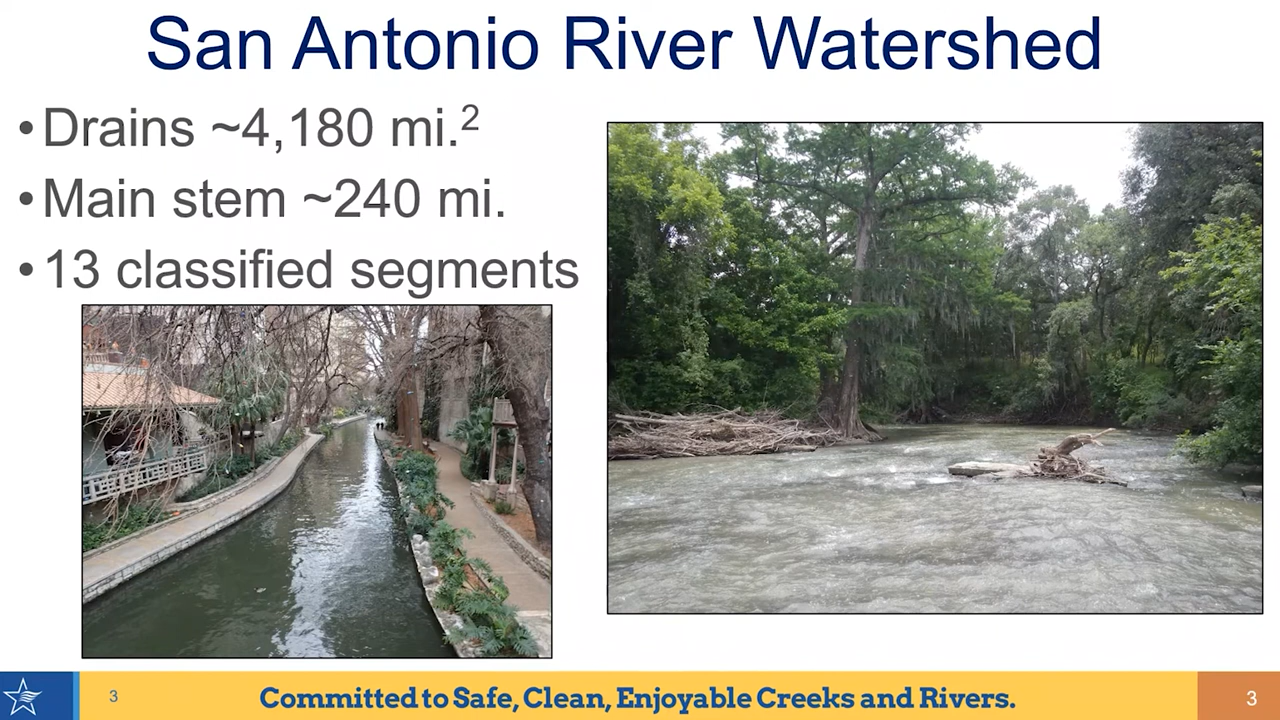 San Antonio River Watershed
•Drains ~4,180 mi.²
•Main stem ~240 mi.
•13 classified segments
3
Committed to Safe, Clean, Enjoyable Creeks and Rivers.
3